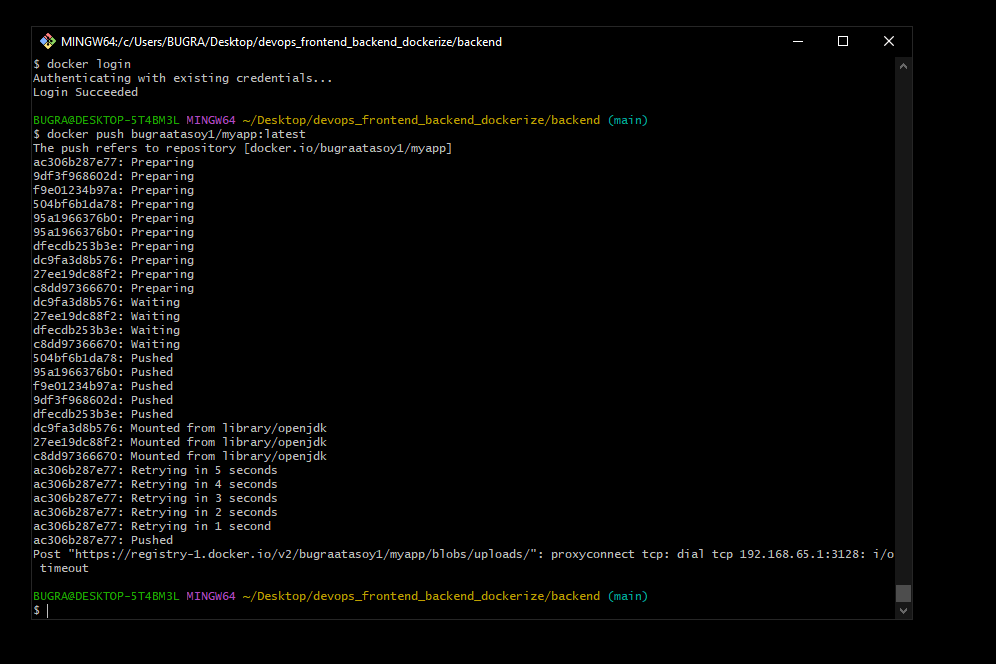 MINGW64:/c/Users/BUGRA/Desktop/devops_frontend_backend_dockerize/backend
$ docker login
Authenticating with existing credentials...
Login Succeeded
BUGRA@DESKTOP-5T4BM3L MINGW64 ~/Desktop/devops_frontend_backend_dockerize/backend (main)
$ docker push bugraatasoy1/myapp:latest
The push refers to repository [docker.io/bugraatasoy1/myapp]
ac306b287e77: Preparing
9df3f968602d: Preparing
f9e01234b97a: Preparing
504bf6b1da78: Preparing
95a1966376b0: Preparing
95a1966376b0: Preparing
dfecdb253b3e: Preparing
dc9fa3d8b576: Preparing
27ee19dc88f2: Preparing
c8dd97366670: Preparing
dc9fa3d8b576: Waiting
27ee19dc88f2: Waiting
dfecdb253b3e: Waiting
c8dd97366670: Waiting
504bf6b1da78: Pushed
95a1966376b0: Pushed
f9e01234b97a: Pushed
9df3f968602d: Pushed
dfecdb253b3e: Pushed
dc9fa3d8b576: Mounted from library/openjdk
27ee19dc88f2: Mounted from library/openjdk
c8dd97366670: Mounted from library/openjdk
ac306b287e77: Retrying in 5 seconds
ac306b287e77: Retrying in 4 seconds
ac306b287e77: Retrying in 3 seconds
ac306b287e77: Retrying in 2 seconds
ac306b287e77: Retrying in 1 second
ac306b287e77: Pushed
Post "https://registry-1.docker.io/v2/bugraatasoy1/myapp/blobs/uploads/": proxyconnect tcp: dial tcp 192.168.65.1:3128: i/o
timeout
BUGRA@DESKTOP-5T4BM3L MINGW64 ~/Desktop/devops_frontend_backend_dockerize/backend (main)
$